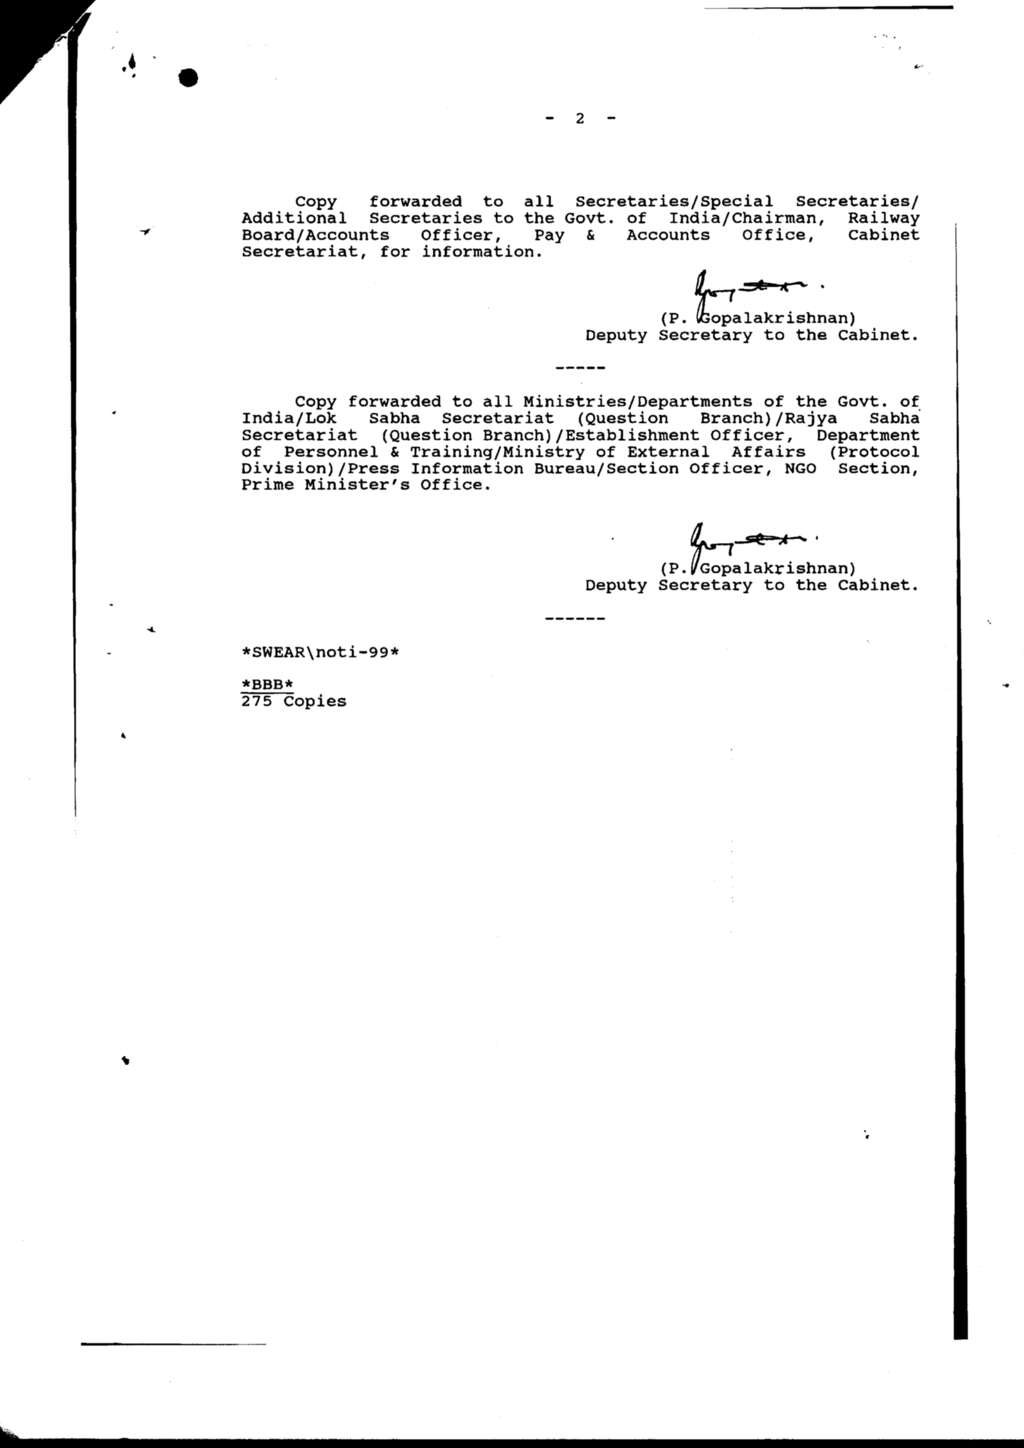 - 2 -
Copy forwarded to all Secretaries/Special Secretaries/
Additional Secretaries to the Govt. of India/Chairman, Railway
Board/Accounts Officer, Pay & Accounts Office, Cabinet
Secretariat, for information.
(P. Gopalakrishnan)
Deputy Secretary to the Cabinet.
-----
Copy forwarded to all Ministries/Departments of the Govt. of
India/Lok Sabha Secretariat (Question Branch)/Rajya Sabha
Secretariat (Question Branch)/Establishment Officer, Department
of Personnel & Training/Ministry of External Affairs (Protocol
Division)/Press Information Bureau/Section Officer, NGO Section,
Prime Minister's Office.
(P. Gopalakrishnan)
Deputy Secretary to the Cabinet.
------
*SWEAR\noti-99*
*BBB*
275 Copies